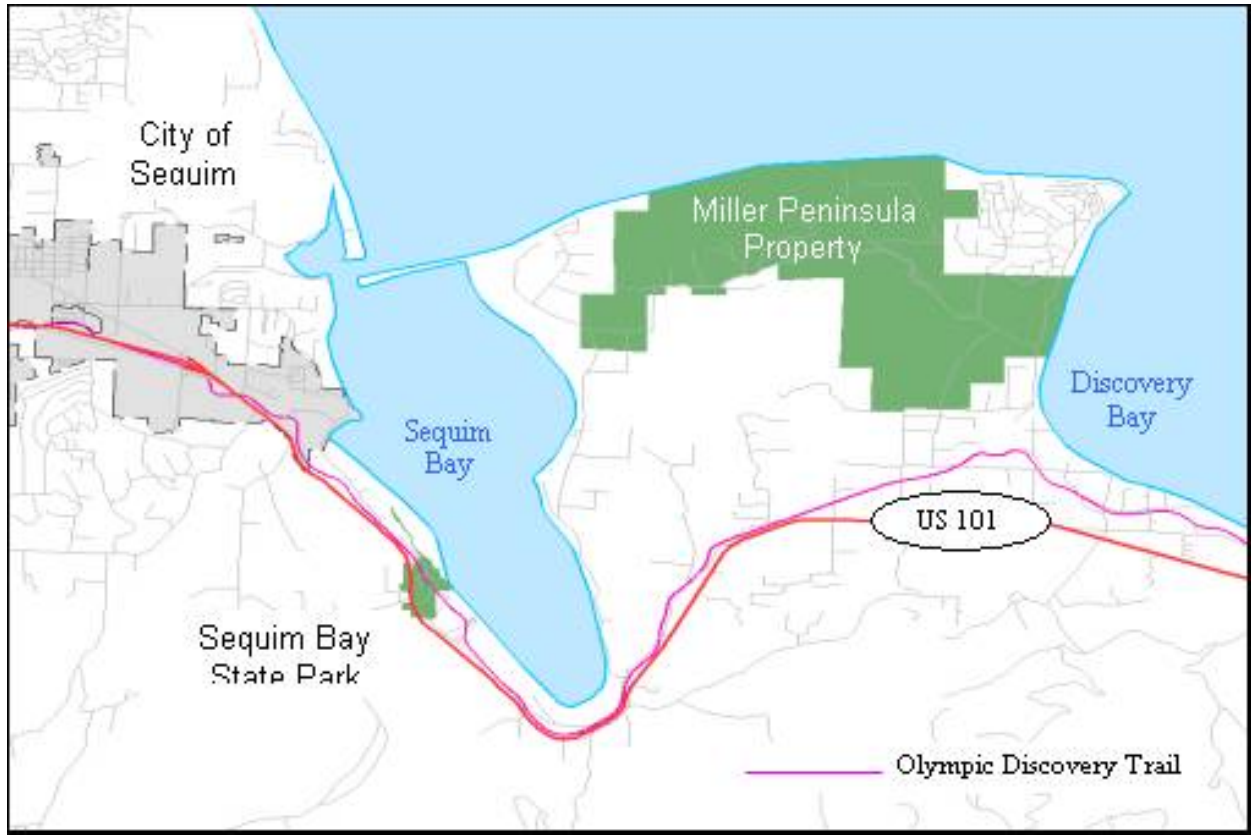 City of
Sequim
Miller Peninsula
Property
Discovery
Bay
Sequim
Bay
US 101
Sequim Bay
State Park
Olympic Discovery Trail